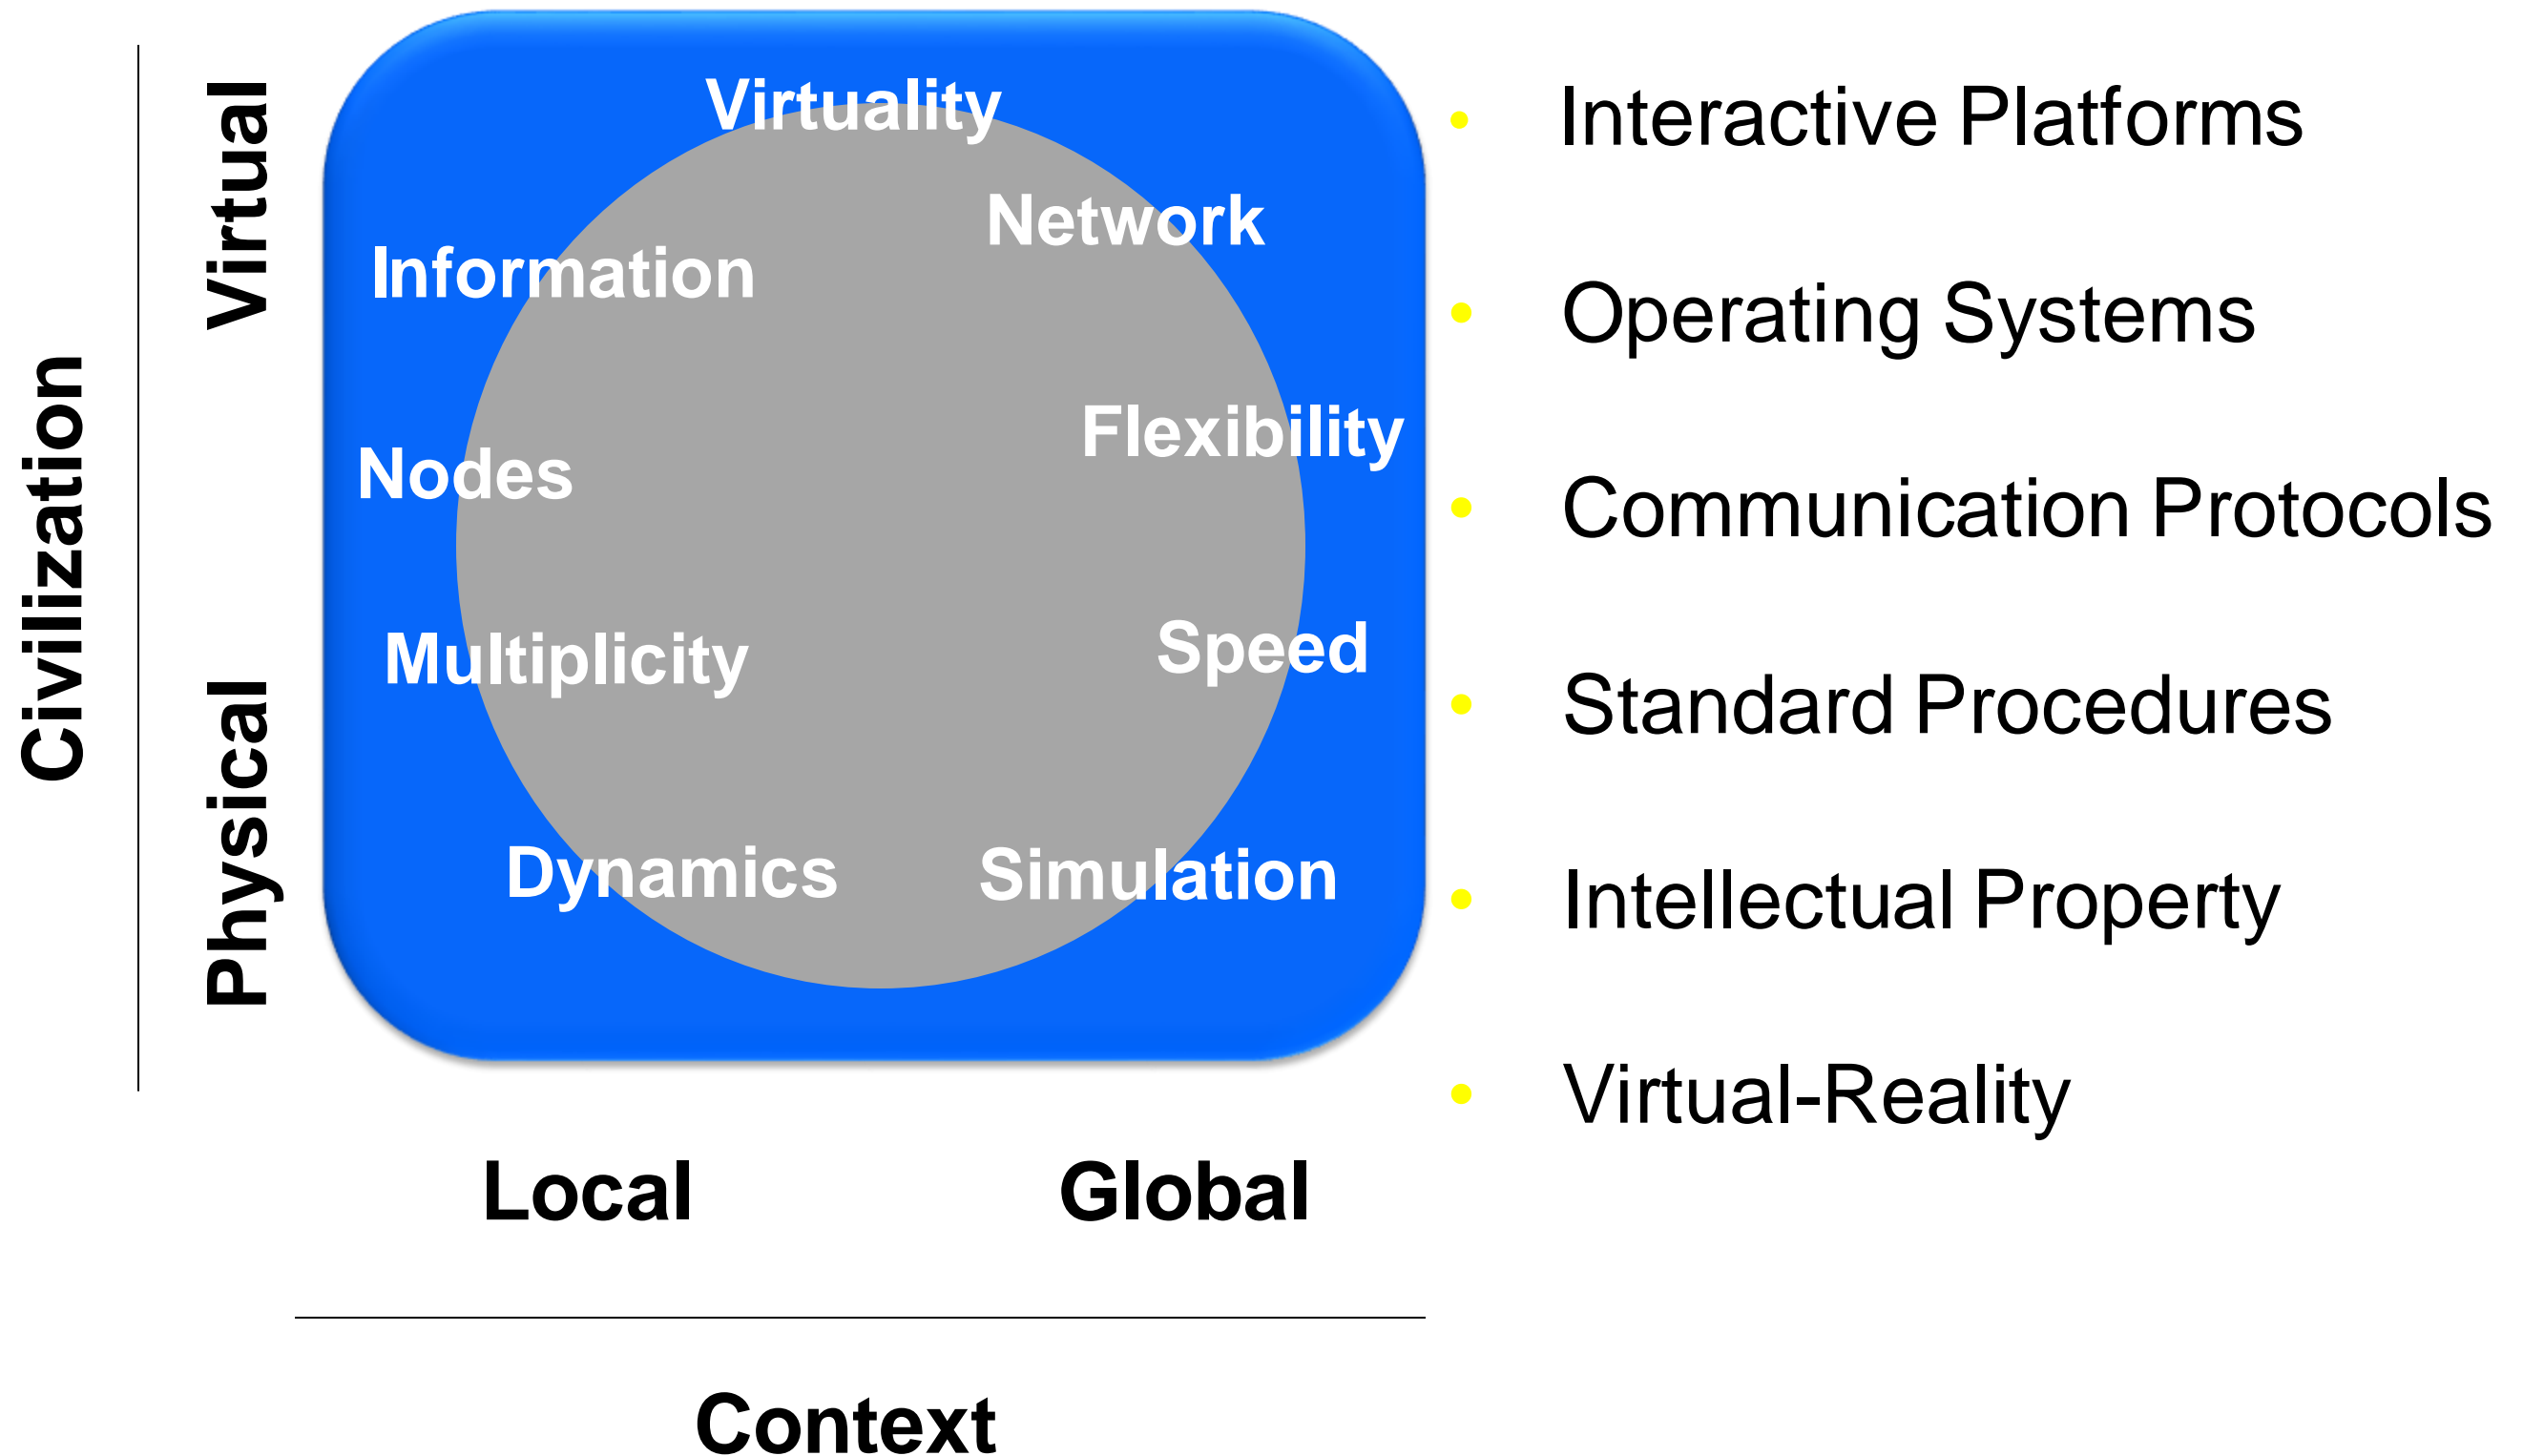 Civilization
Virtual
Physical
Virtuality
Network
Information
Flexibility
Nodes
Speed
Multiplicity
Dynamics
Simulation
Local
Global
Context
• Interactive Platforms
• Operating Systems
• Communication Protocols
• Standard Procedures
• Intellectual Property
• Virtual-Reality